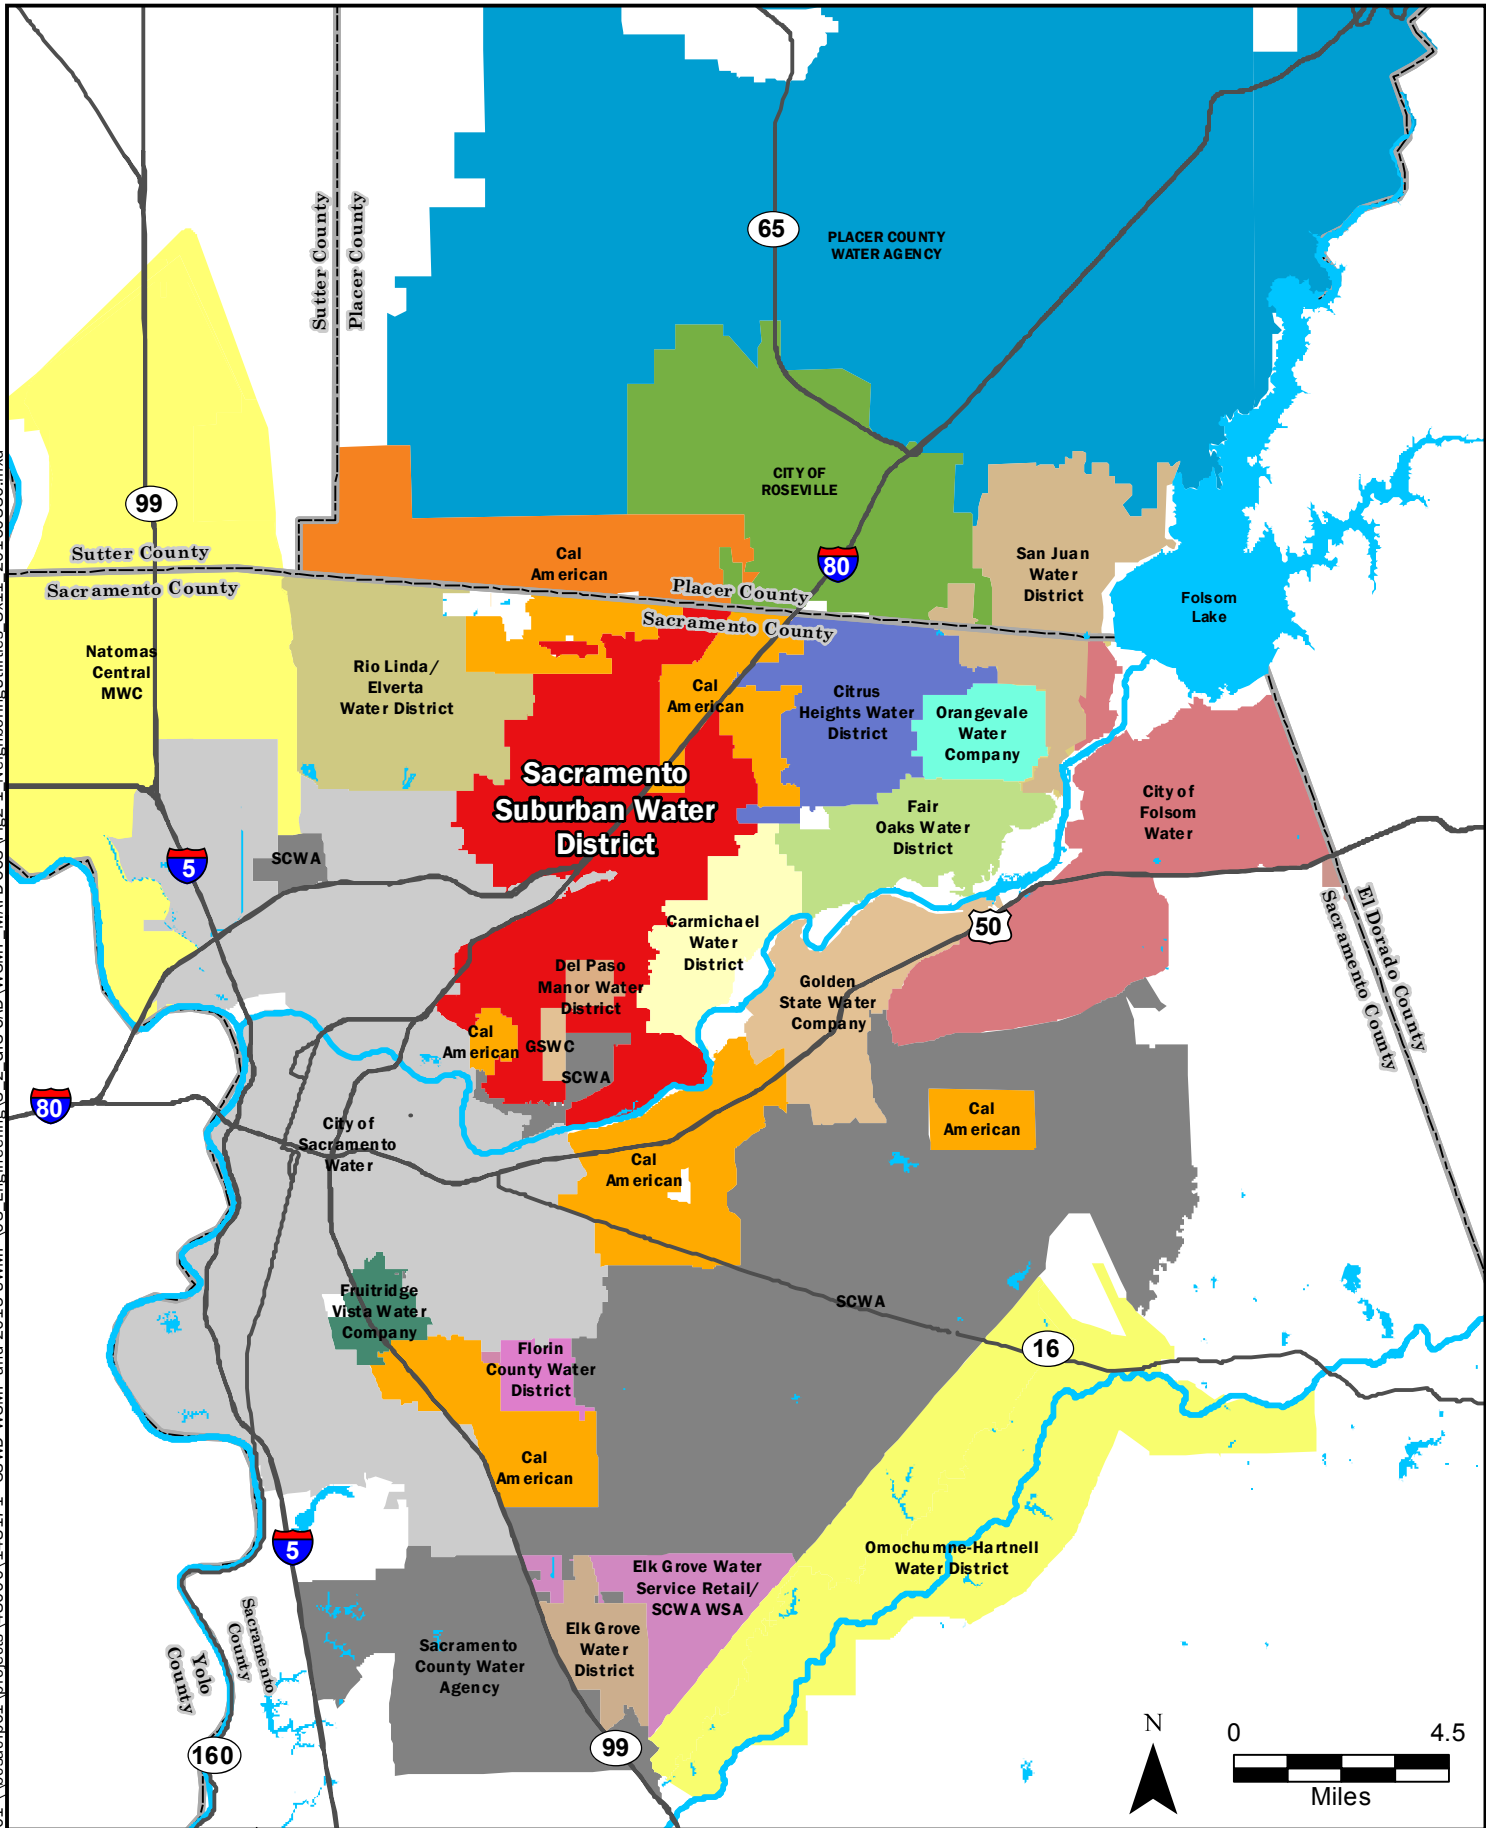 Sutter County
Placer County
65
PLACER COUNTY
WATER AGENCY
CITY OF
ROSEVILLE
99
Sutter County
Sacramento County
Cal
American
80
Placer County
Sacramento County
San Juan
Water
District
Folsom
Lake
Natomas
Central
MWC
Rio Linda/
Elverta
Water District
Cal
American
Citrus
Heights Water
District
Orangevale
Water
Company
Sacramento
Suburban Water
District
Fair
Oaks Water
District
City of
Folsom
Water
5
SCWA
El Dorado County
Sacramento County
50
Carmichael
Water
District
Del Paso
Manor Water
District
Golden
State Water
Company
Cal
American
GSWC
SCWA
80
Cal
American
City of
Sacramento
Water
Cal
American
SCWA
16
Fruitridge
Vista Water
Company
Florin
County Water
District
Cal
American
5
Omochumne-Hartnell
Water District
Elk Grove Water
Service Retail/
SCWA WSA
Elk Grove
Water
District
Sacramento
County Water
Agency
Yolo
County
Sacramento
County
160
99
N
0 4.5
Miles